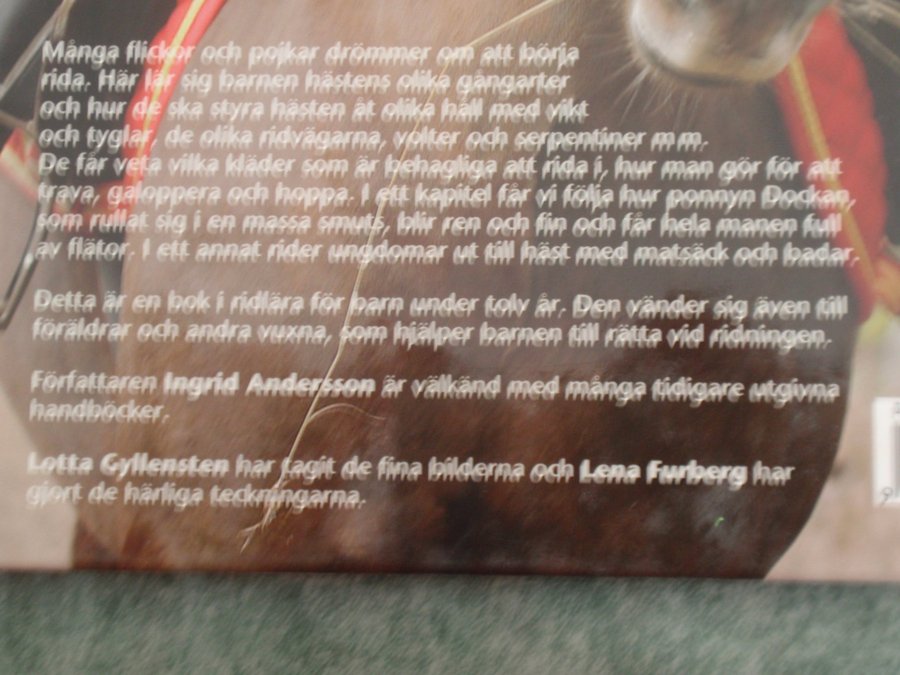 Många flickor och pojkar drömmer om att börja
rida. Här lär sig barnen hästens olika gångarter
och hur de ska styra hästen åt olika håll med vikt
och tyglar, de olika ridvägarna, volter och serpentiner m m.
De får veta vilka kläder som är behagliga att rida i, hur man gör för att
trava, galoppera och hoppa. I ett kapitel får vi följa hur ponnyn Dockan,
som rullat sig i en massa smuts, blir ren och fin och får hela manen full
av flätor. I ett annat rider ungdomar ut till häst med matsäck och badar.
Detta är en bok i ridlära för barn under tolv år. Den vänder sig även till
föräldrar och andra vuxna, som hjälper barnen till rätta vid ridningen.
Författaren Ingrid Andersson är välkänd med många tidigare utgivna
handböcker.
Lotta Gyllensten har tagit de fina bilderna och Lena Furberg har
gjort de härliga teckningarna.
9